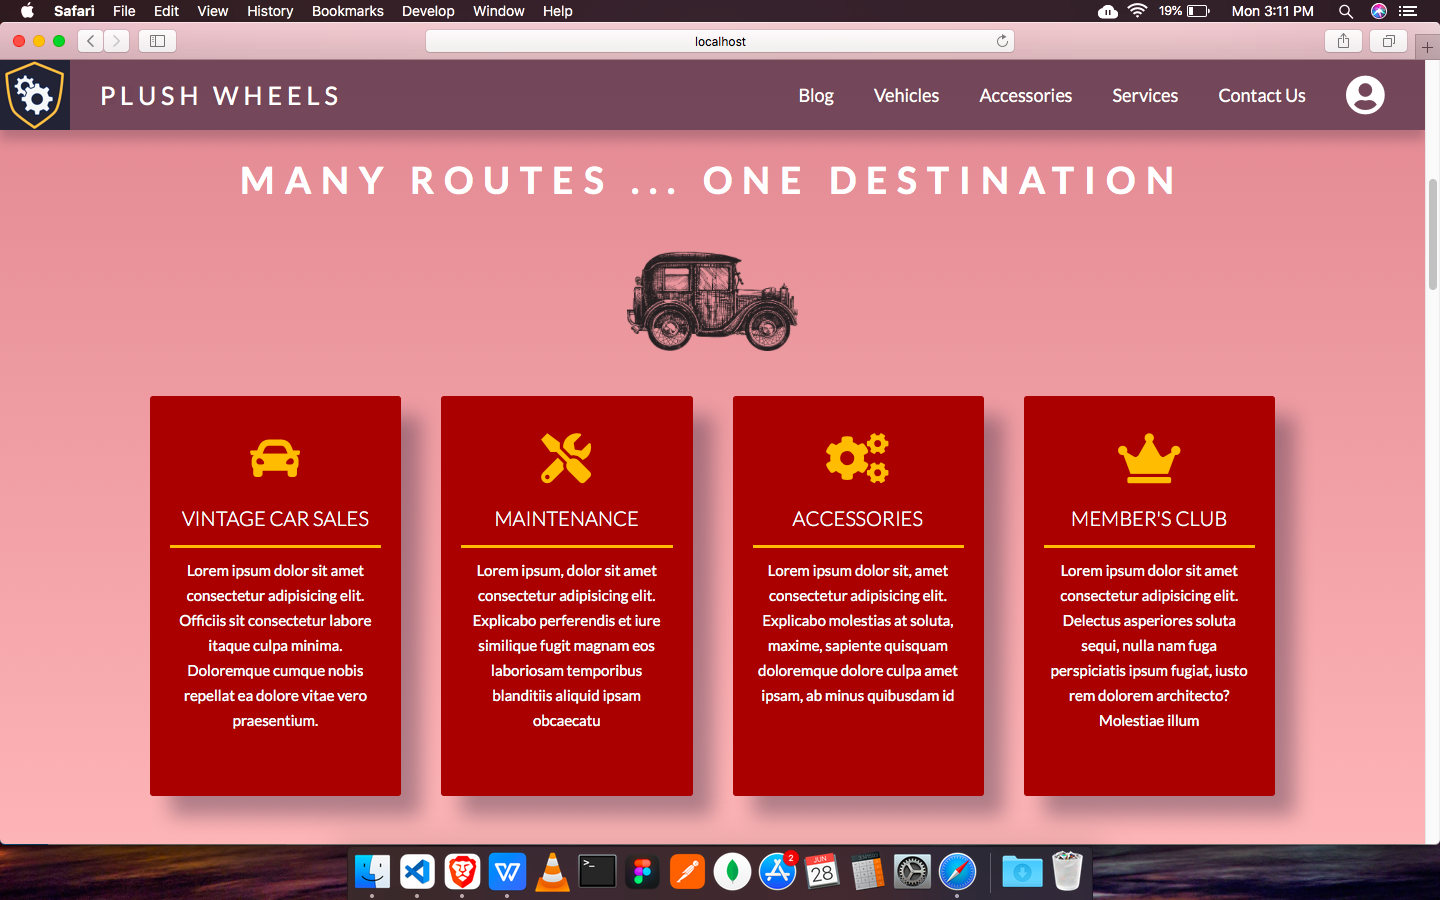 Safari File Edit View History Bookmarks Develop Window Help 19% Mon 3:11 PM
localhost
PLUSH WHEELS Blog Vehicles Accessories Services Contact Us
MANY ROUTES ... ONE DESTINATION
VINTAGE CAR SALES
Lorem ipsum dolor sit amet
consectetur adipisicing elit.
Officiis sit consectetur labore
itaque culpa minima.
Doloremque cumque nobis
repellat ea dolore vitae vero
praesentium.
MAINTENANCE
Lorem ipsum, dolor sit amet
consectetur adipisicing elit.
Explicabo perferendis et iure
similique fugit magnam eos
laboriosam temporibus
blanditiis aliquid ipsam
obcaecatu
ACCESSORIES
Lorem ipsum dolor sit, amet
consectetur adipisicing elit.
Explicabo molestias at soluta,
maxime, sapiente quisquam
doloremque dolore culpa amet
ipsam, ab minus quibusdam id
MEMBER'S CLUB
Lorem ipsum dolor sit amet
consectetur adipisicing elit.
Delectus asperiores soluta
sequi, nulla nam fuga
perspiciatis ipsum fugiat, iusto
rem dolorem architecto?
Molestiae illum
>_
2
JUN
28